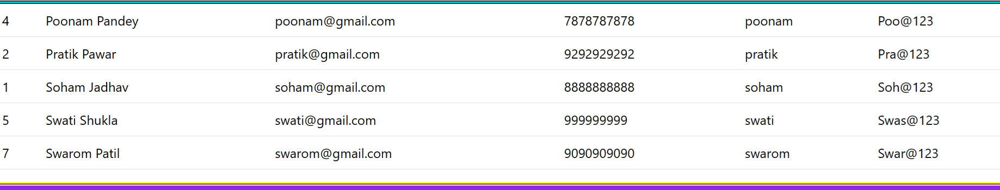 4 Poonam Pandey poonam@gmail.com 7878787878 poonam Poo@123
2 Pratik Pawar pratik@gmail.com 9292929292 pratik Pra@123
1 Soham Jadhav soham@gmail.com 8888888888 soham Soh@123
5 Swati Shukla swati@gmail.com 999999999 swati Swas@123
7 Swarom Patil swarom@gmail.com 9090909090 swarom Swar@123